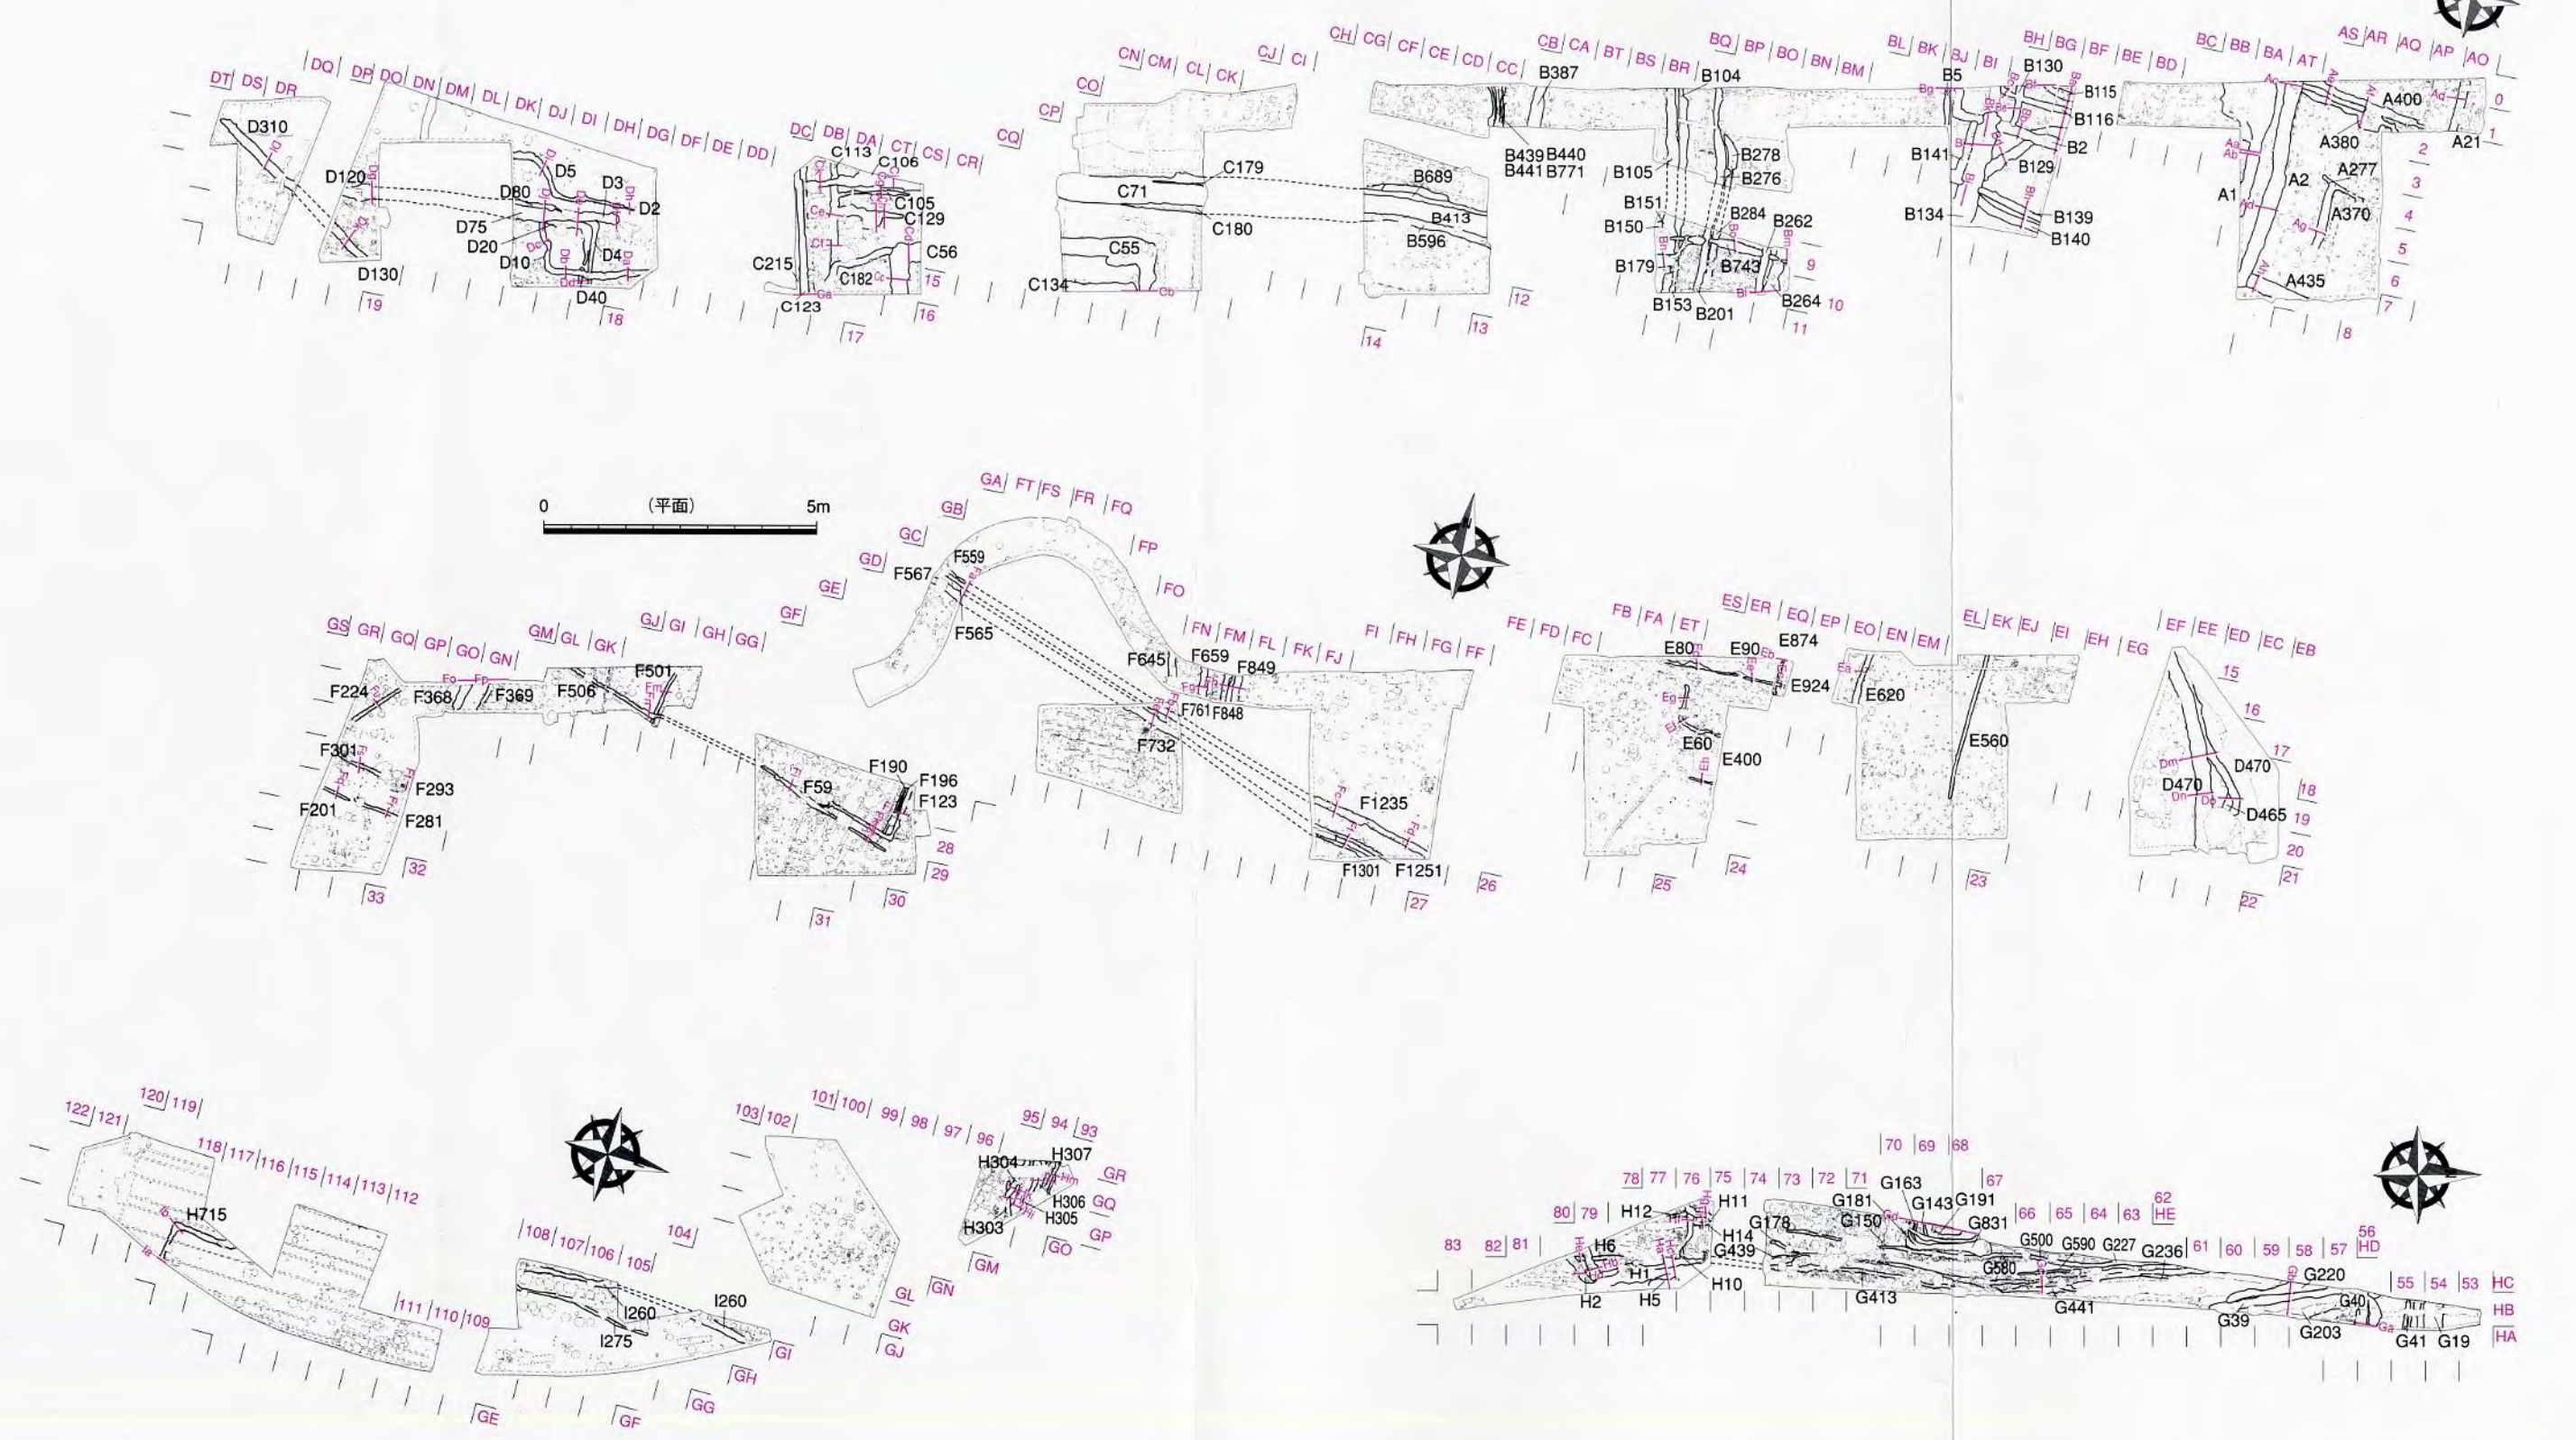 DT DS DR DQ DP DO DN DM DL DK DJ DI DH DG DF DE DD
DC DB DA CT CS CR CQ
CP CO CN CM CL CK CJ CI
CH CG CF CE CD CC CB CA BT BS BR BQ BP BO BN BM
BL BK BJ BI BH BG BF BE BD
BC BB BA AT AS AR AQ AP AO
0 1 2 3 4 5 6 7 8
D310 D120 D130 D5 D80 D3 D2 D75 D20 D10 D4 D40
19 18
C113 C106 C105 C129 C56 C215 C182 C123
15 16 17
C179 C71 C180 C55 C134 Cb
B387 B439 B440
B441 B771
B689 B413 B596
12 13 14
B104 B105 B278 B276 B151 B150 B284 B262 B179 B743 B153 B201 B264
9 10 11
B5 B130 B115 B116 B141 B2 B129 B134 B139 B140
A400 A380 A21 A277 A2 A1 A370 A435
0 (平面) 5m
GS GR GQ GP GO GN GM GL GK GJ GI GH GG GF
GE GD GC GB GA FT FS FR FQ FP FO
FN FM FL FK FJ FI FH FG FF
FE FD FC FB FA ET ES ER EQ EP EO EN EM
EL EK EJ EI EH EG EF EE ED EC EB
F224 F368 F369 F506 F501 F301 F293 F201 F281
32 33
F190 F196 F59 F123
28 29 30 31
F559 F567 F565 F645 F659 F849 F761 F848 F732 F1235 F1301 F1251
26 27
E80 E90 E874 E924 E60 E400
24 25
E620 E560
23
D470 D470 D465
15 16 17 18 19 20 21 22
122 121 120 119 118 117 116 115 114 113 112 111 110 109
H715
108 107 106 105 104
I260 I260 I275
GE GF GG GH GI
103 102 101 100 99 98 97 96 95 94 93
H304 H307 H306 H305 H303
GR GQ GP GO GM GN GL GK GJ
83 82 81 80 79 78 77 76 75 74 73 72 71 70 69 68 67
66 65 64 63 62 61 60 59 58 57 56 55 54 53
HE HD HC HB HA
H12 H11 H14 H6 H1 H10 H2 H5
G163 G181 G143 G191 G178 G150 G831 G439 G500 G590 G227 G236 G580 G413 G441
G220 G40 G39 G203 G41 G19